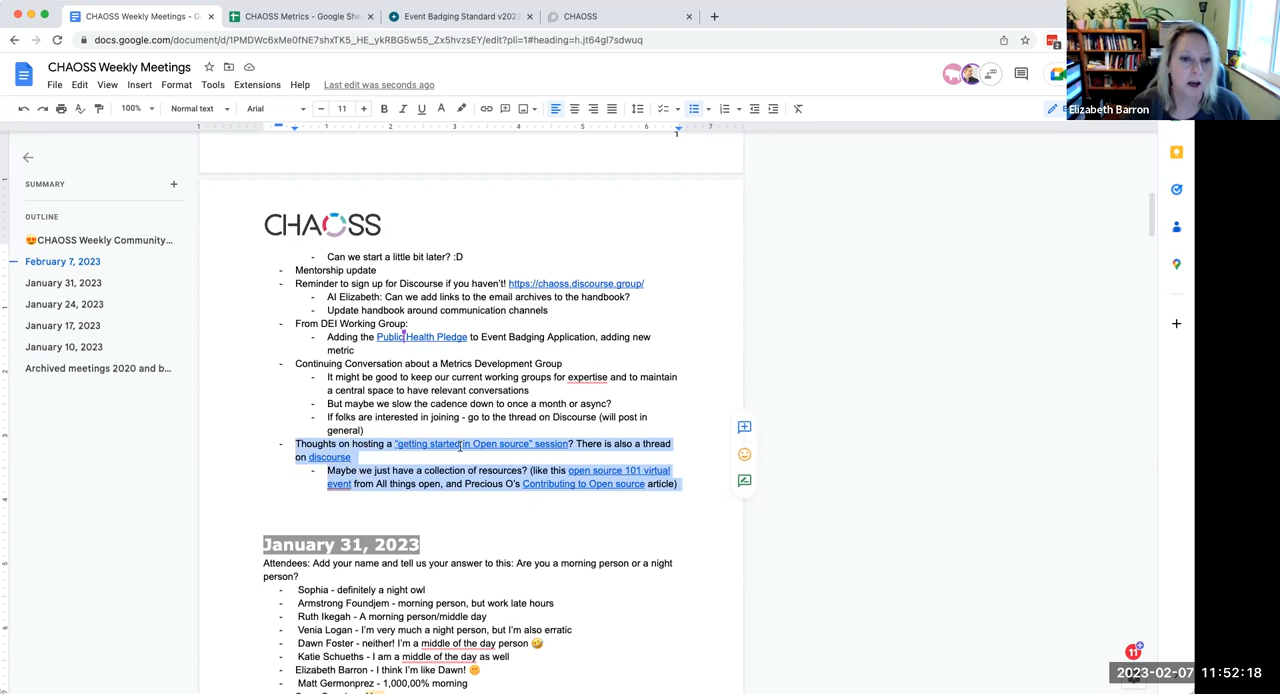 CHAOSS Weekly Meetings - G
CHAOSS Metrics - Google She
Event Badging Standard v202
CHAOSS
docs.google.com/document/d/1PMDWc6xMe0fNE7shxTK5_HE_ykRBG5w55_Zx5hvzsEY/edit?pli=1#heading=h.jt64gl7sdwuq
2
CHAOSS Weekly Meetings
File Edit View Insert Format Data Tools Extensions Help Last edit was seconds ago
100% Normal text Arial 11
Elizabeth Barron
SUMMARY
OUTLINE
😍CHAOSS Weekly Community...
February 7, 2023
January 31, 2023
January 24, 2023
January 17, 2023
January 10, 2023
Archived meetings 2020 and b...
CHAOSS
- Can we start a little bit later? :D
- Mentorship update
- Reminder to sign up for Discourse if you haven't! https://chaoss.discourse.group/
- AI Elizabeth: Can we add links to the email archives to the handbook?
- Update handbook around communication channels
- From DEI Working Group:
- Adding the Public Health Pledge to Event Badging Application, adding new
metric
- Continuing Conversation about a Metrics Development Group
- It might be good to keep our current working groups for expertise and to maintain
a central space to have relevant conversations
- But maybe we slow the cadence down to once a month or async?
- If folks are interested in joining - go to the thread on Discourse (will post in
general)
- Thoughts on hosting a "getting started in Open source" session? There is also a thread
on discourse
- Maybe we just have a collection of resources? (like this open source 101 virtual
event from All things open, and Precious O's Contributing to Open source article)
January 31, 2023
Attendees: Add your name and tell us your answer to this: Are you a morning person or a night
person?
- Sophia - definitely a night owl
- Armstrong Foundjem - morning person, but work late hours
- Ruth Ikegah - A morning person/middle day
- Venia Logan - I'm very much a night person, but I'm also erratic
- Dawn Foster - neither! I'm a middle of the day person 🤣
- Katie Schueths - I am a middle of the day as well
- Elizabeth Barron - I think I'm like Dawn! 🙂
- Matt Germonprez - 1,000,00% morning
11
2023-02-07 11:52:18